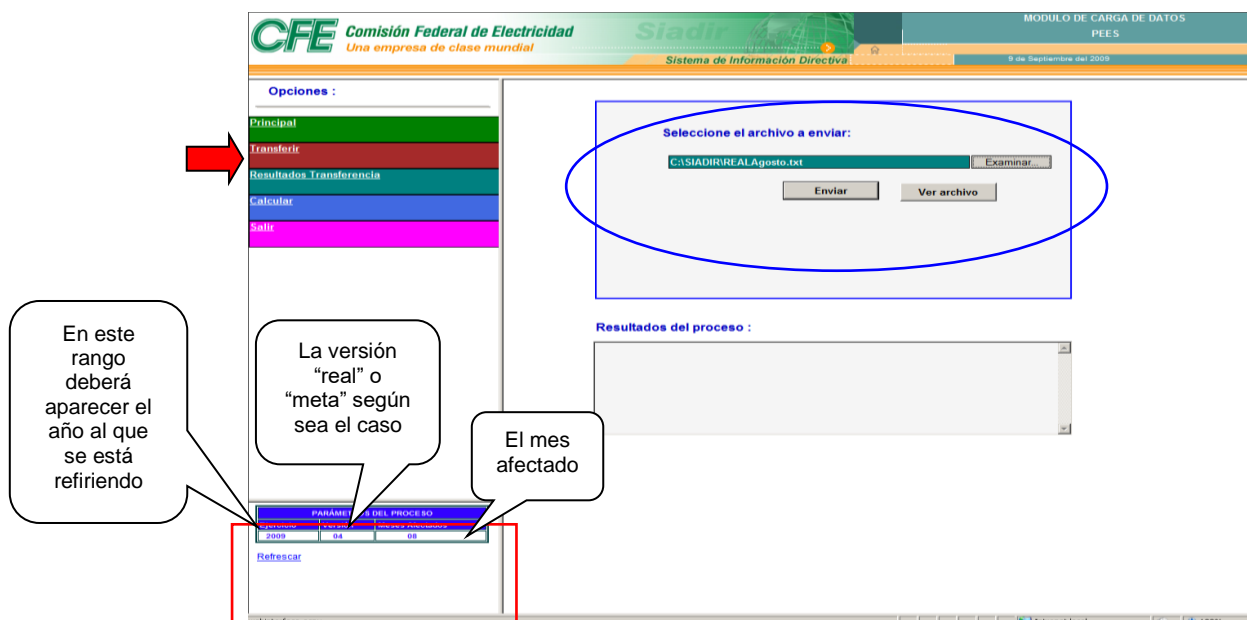 CFE Comisión Federal de Electricidad
Una empresa de clase mundial
Siadir
Sistema de Información Directiva
MODULO DE CARGA DE DATOS
PEES
9 de Septiembre del 2009
Opciones :
Principal
Transferir
Resultados Transferencia
Calcular
Salir
Seleccione el archivo a enviar:
C:\SIADIR\REALAgosto.txt
Examinar...
Enviar
Ver archivo
Resultados del proceso :
En este
rango
deberá
aparecer el
año al que
se está
refiriendo
La versión
“real” o
“meta” según
sea el caso
El mes
afectado
DEL PROCESO
2009 04 08
Refrescar